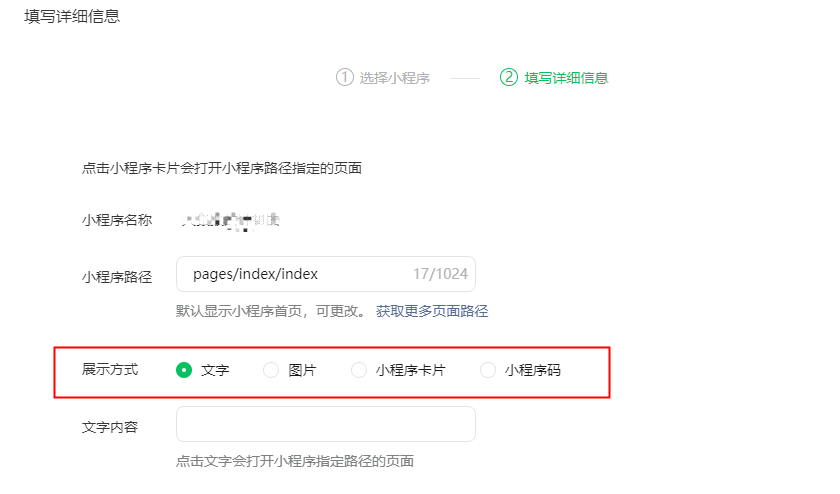 填写详细信息
① 选择小程序 ② 填写详细信息
点击小程序卡片会打开小程序路径指定的页面
小程序名称
小程序路径 pages/index/index 17/1024
默认显示小程序首页，可更改。 获取更多页面路径
展示方式 文字 图片 小程序卡片 小程序码
文字内容
点击文字会打开小程序指定路径的页面